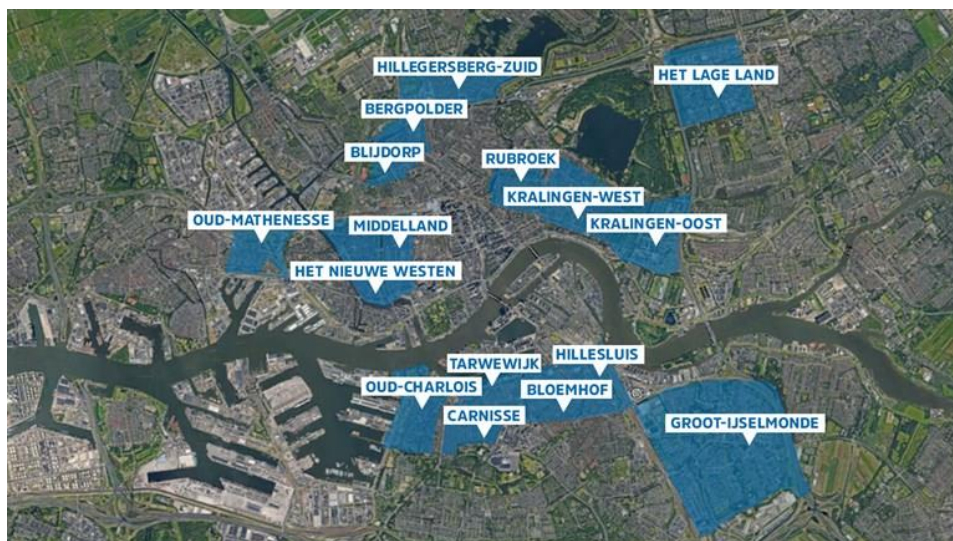 HILLEGERSBERG-ZUID
HET LAGE LAND
BERGPOLDER
BLIJDORP
RUBROEK
KRALINGEN-WEST
OUD-MATHENESSE
MIDDELLAND
KRALINGEN-OOST
HET NIEUWE WESTEN
HILLESLUIS
TARWEWIJK
OUD-CHARLOIS
BLOEMHOF
CARNISSE
GROOT-IJSELMONDE